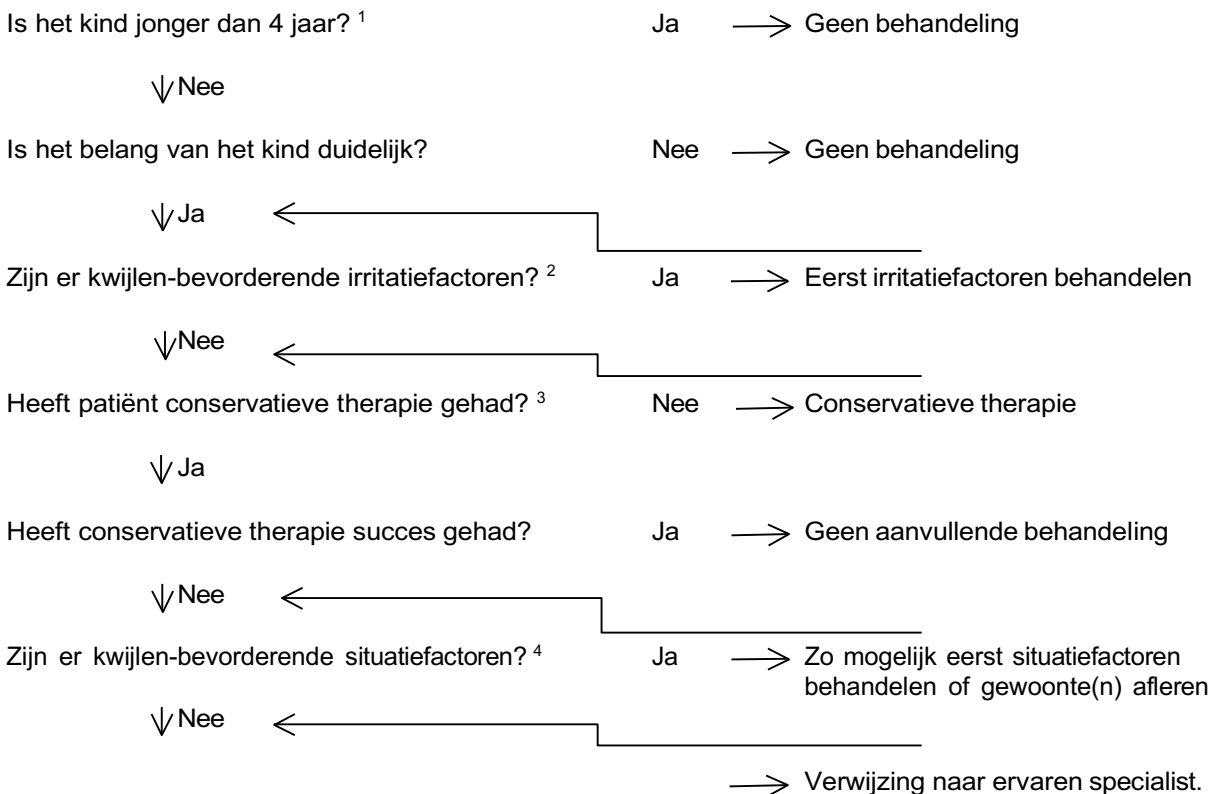 Is het kind jonger dan 4 jaar? 1 Ja Geen behandeling
Nee
Is het belang van het kind duidelijk? Nee Geen behandeling
Ja
Zijn er kwijlen-bevorderende irritatiefactoren? 2 Ja Eerst irritatiefactoren behandelen
Nee
Heeft patiënt conservatieve therapie gehad? 3 Nee Conservatieve therapie
Ja
Heeft conservatieve therapie succes gehad? Ja Geen aanvullende behandeling
Nee
Zijn er kwijlen-bevorderende situatiefactoren? 4 Ja Zo mogelijk eerst situatiefactoren
behandelen of gewoonte(n) afleren
Nee
Verwijzing naar ervaren specialist.